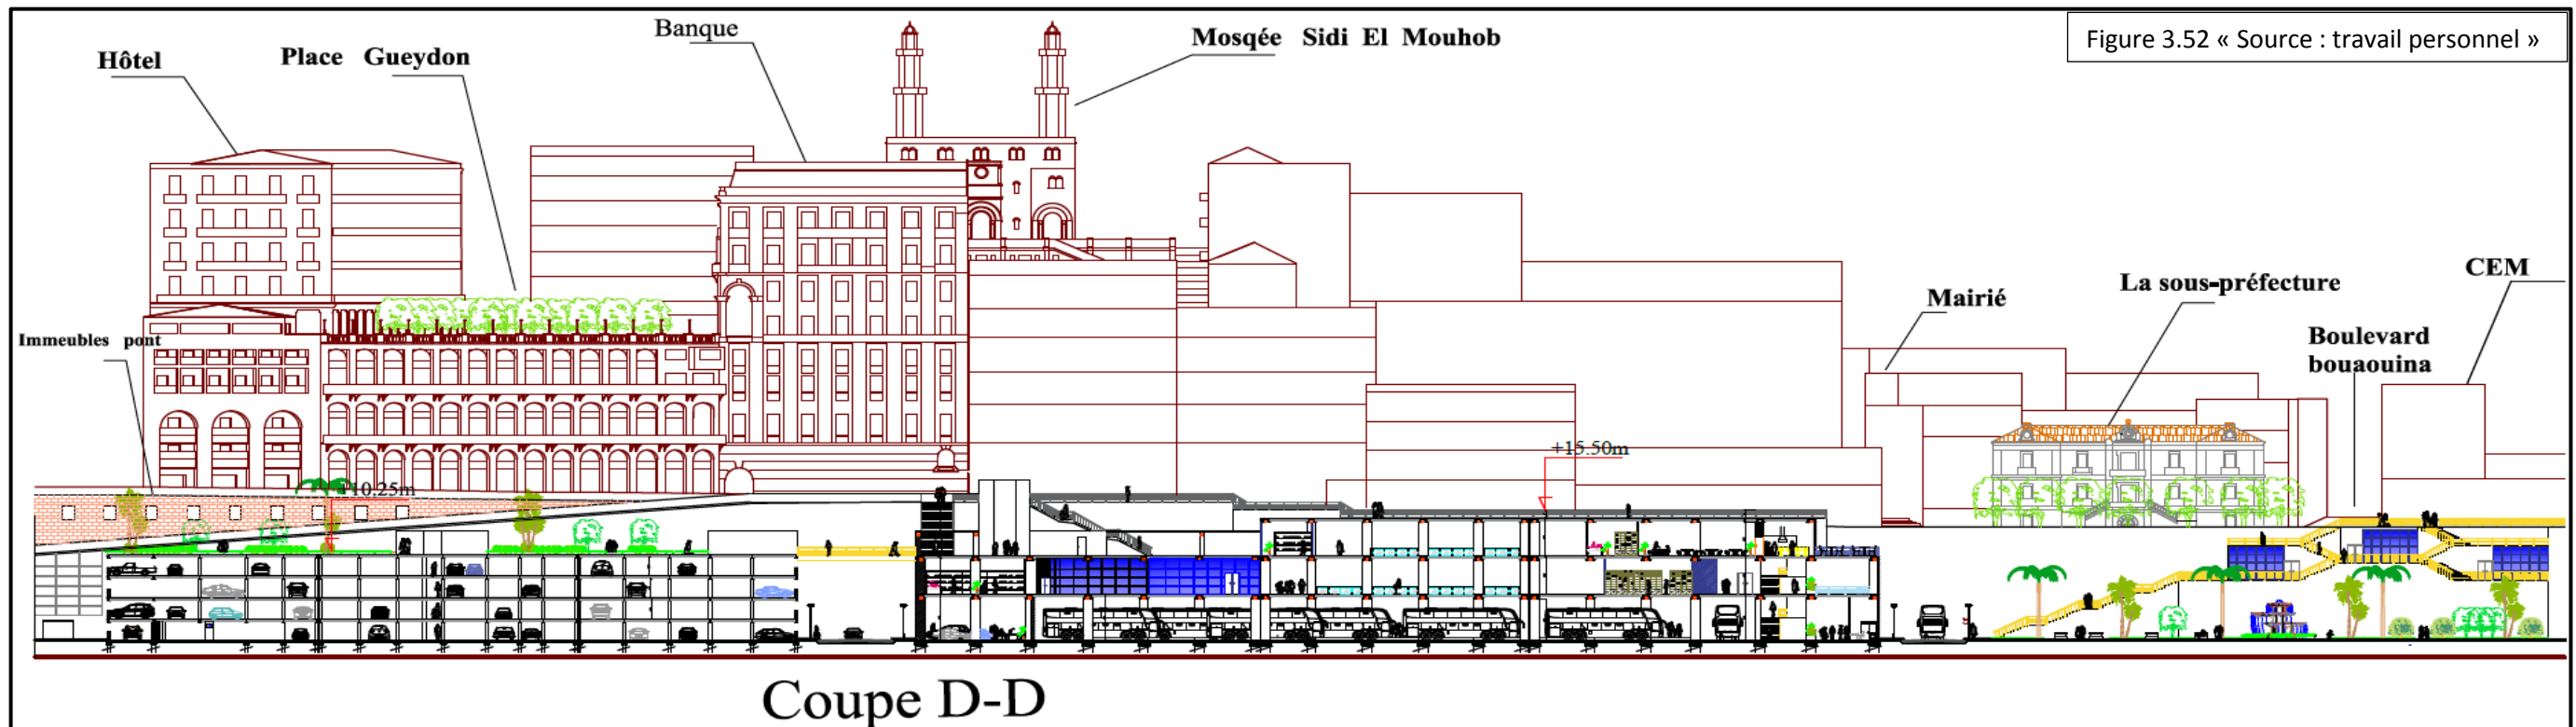 Figure 3.52 « Source : travail personnel »
Banque
Mosqée Sidi El Mouhob
Hôtel
Place Gueydon
CEM
La sous-préfecture
Mairié
Boulevard
bouaouina
Immeubles pont
+15.50m
+10.25m
Coupe D-D